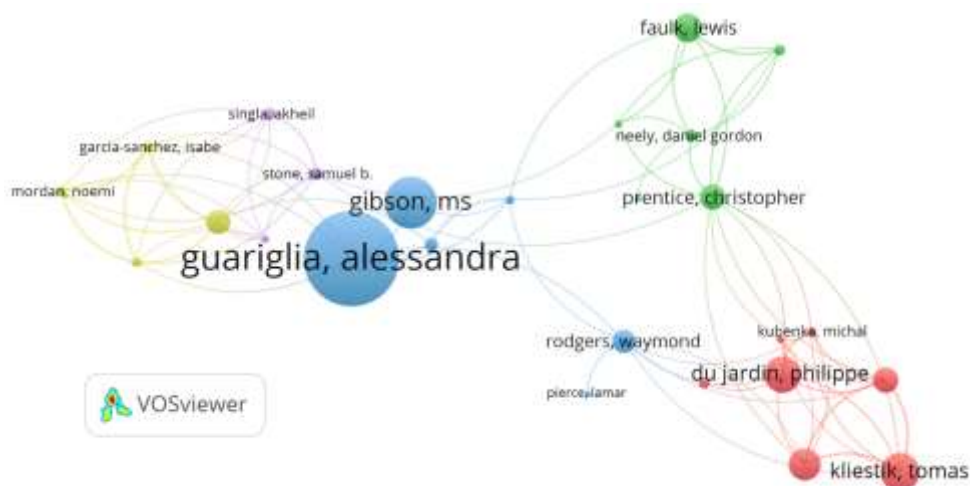 faulk, lewis
singla, akheil
neely, daniel gordon
garcia-sanchez, isabe
stone, samuel b.
mordan, noemi
gibson, ms
prentice, christopher
guariglia, alessandra
kubenka, michal
rodgers, waymond
du jardin, philippe
pierce, lamar
VOSviewer
kliestik, tomas